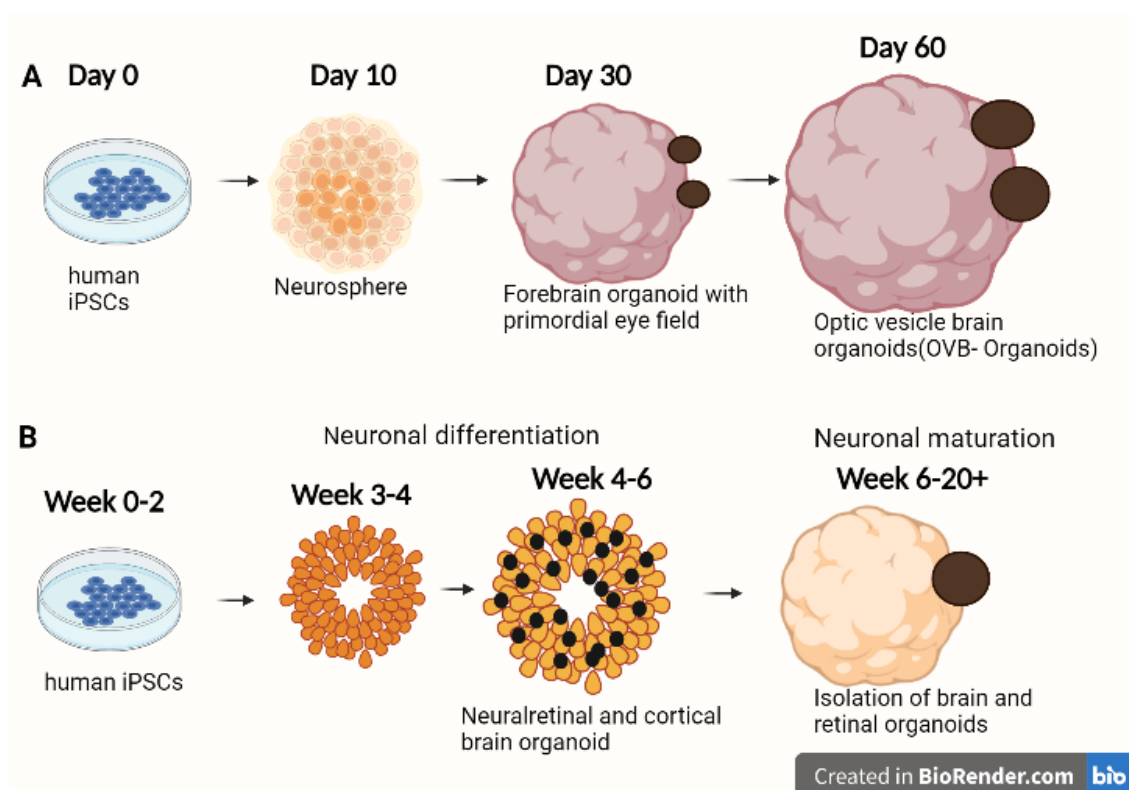 A
Day 0
Day 10
Day 30
Day 60
human
iPSCs
Neurosphere
Forebrain organoid with
primordial eye field
Optic vesicle brain
organoids(OVB- Organoids)
B
Neuronal differentiation
Neuronal maturation
Week 0-2
Week 3-4
Week 4-6
Week 6-20+
human iPSCs
Neuralretinal and cortical
brain organoid
Isolation of brain and
retinal organoids
Created in BioRender.com bio